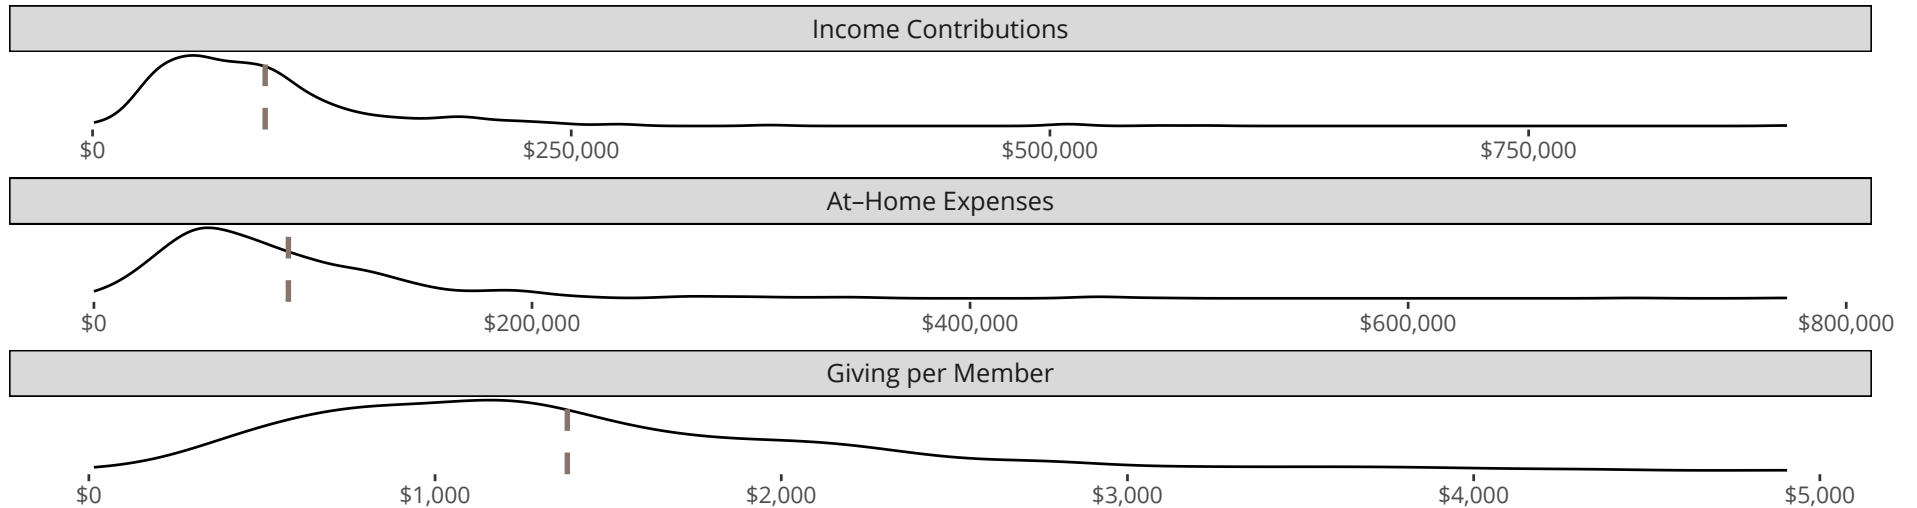 Income Contributions
$0 $250,000 $500,000 $750,000
At–Home Expenses
$0 $200,000 $400,000 $600,000 $800,000
Giving per Member
$0 $1,000 $2,000 $3,000 $4,000 $5,000